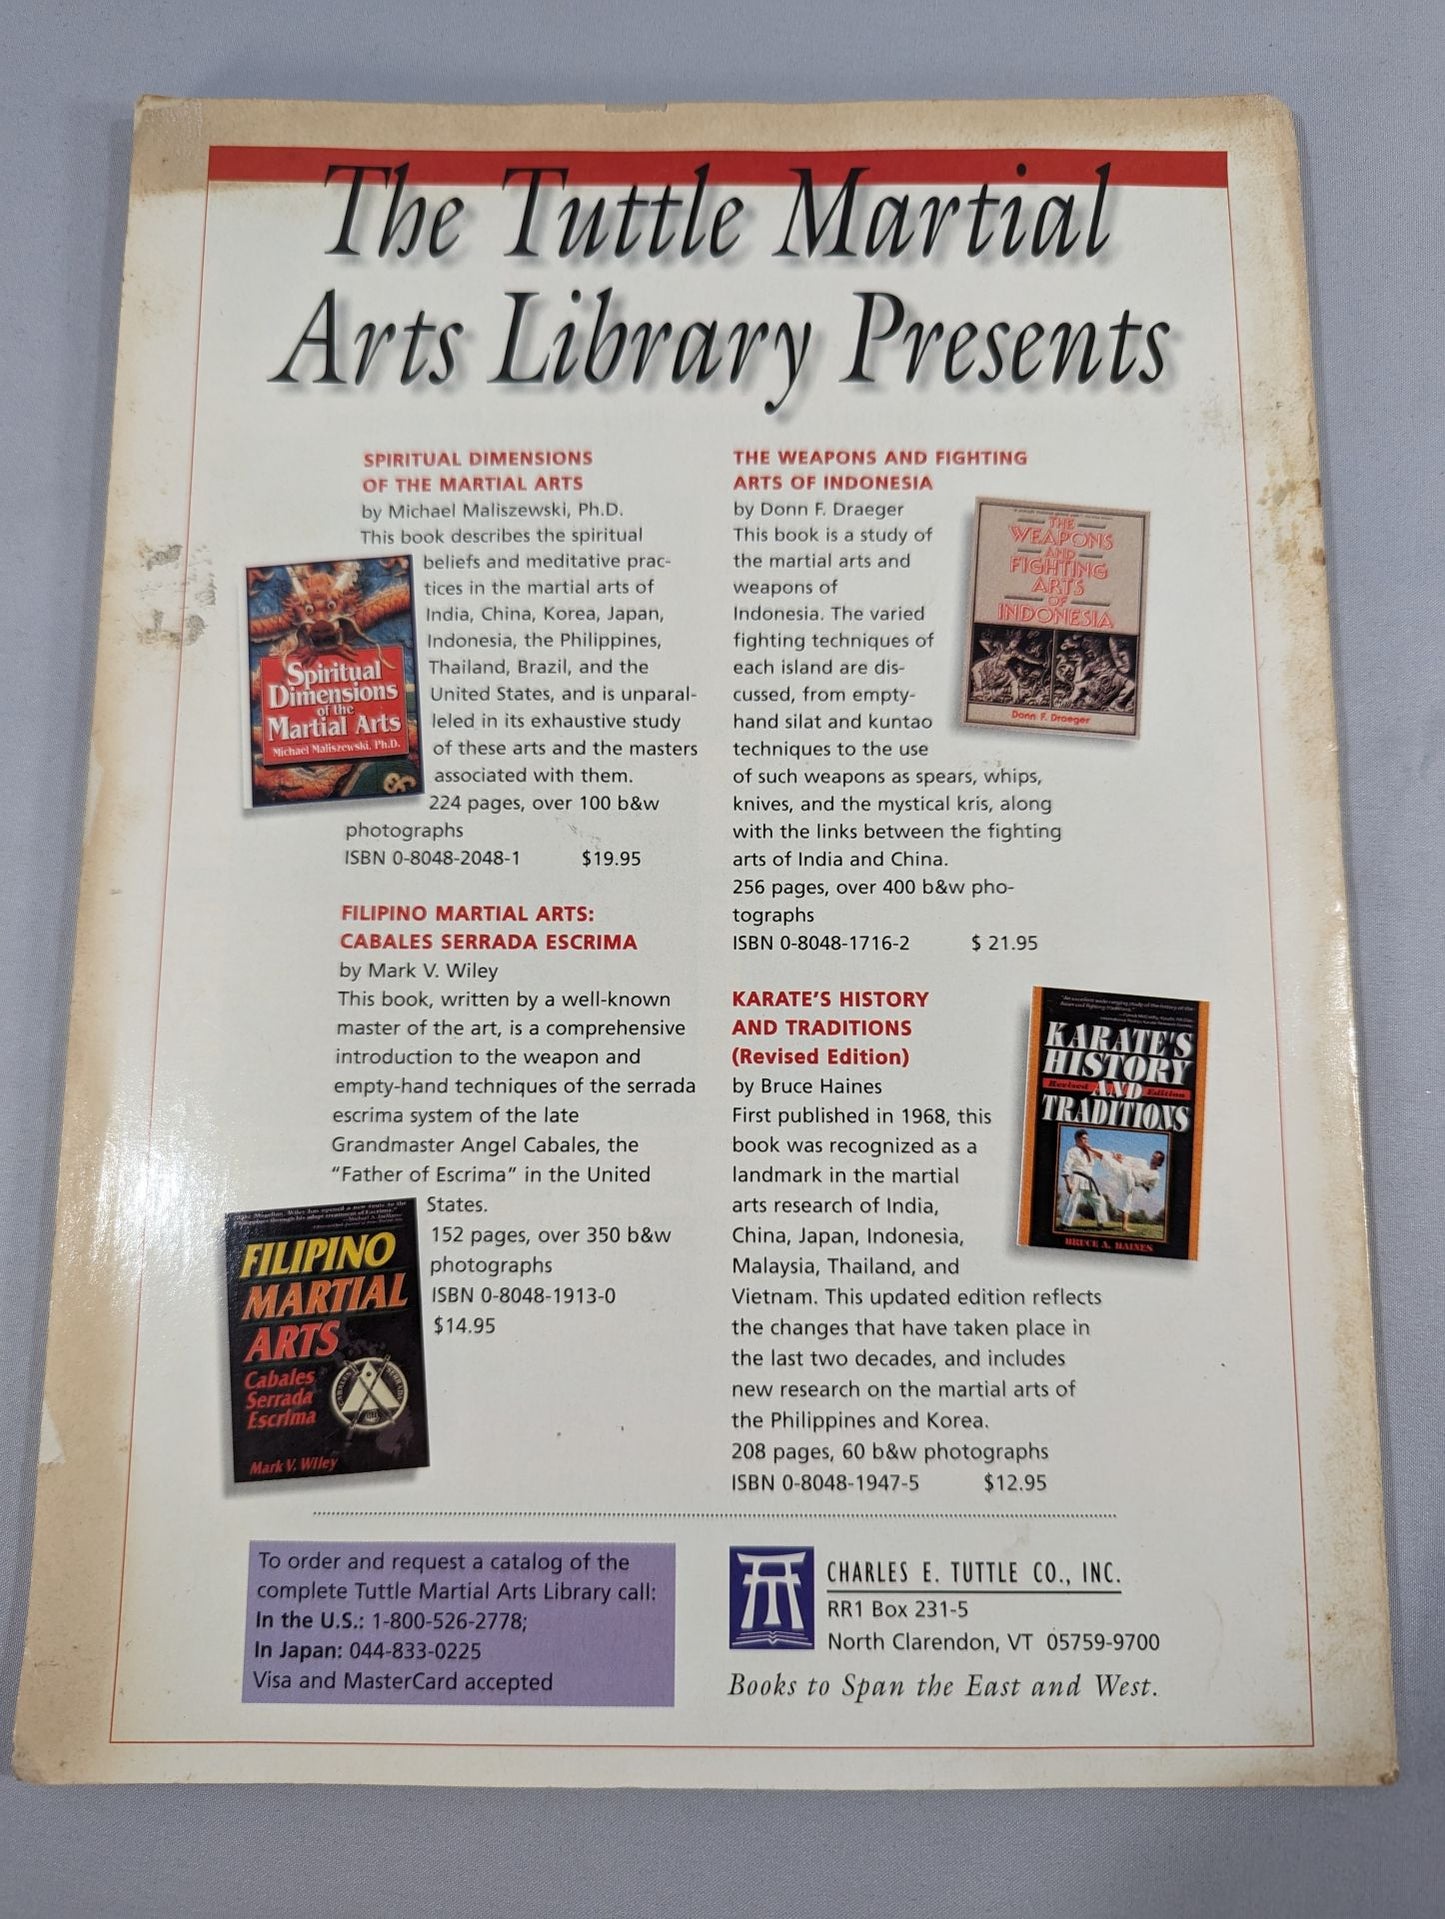 The Tuttle Martial
Arts Library Presents
SPIRITUAL DIMENSIONS
OF THE MARTIAL ARTS
by Michael Maliszewski, Ph.D.
This book describes the spiritual
beliefs and meditative prac-
tices in the martial arts of
India, China, Korea, Japan,
Indonesia, the Philippines,
Thailand, Brazil, and the
United States, and is unparal-
leled in its exhaustive study
of these arts and the masters
associated with them.
224 pages, over 100 b&w
photographs
ISBN 0-8048-2048-1 $19.95
Spiritual
Dimensions
of the
Martial Arts
Michael Maliszewski, Ph.D.
FILIPINO MARTIAL ARTS:
CABALES SERRADA ESCRIMA
by Mark V. Wiley
This book, written by a well-known
master of the art, is a comprehensive
introduction to the weapon and
empty-hand techniques of the serrada
escrima system of the late
Grandmaster Angel Cabales, the
“Father of Escrima” in the United
States.
152 pages, over 350 b&w
photographs
ISBN 0-8048-1913-0
$14.95
FILIPINO
MARTIAL
ARTS
Cabales
Serrada
Escrima
Mark V. Wiley
THE WEAPONS AND FIGHTING
ARTS OF INDONESIA
by Donn F. Draeger
This book is a study of
the martial arts and
weapons of
Indonesia. The varied
fighting techniques of
each island are dis-
cussed, from empty-
hand silat and kuntao
techniques to the use
of such weapons as spears, whips,
knives, and the mystical kris, along
with the links between the fighting
arts of India and China.
256 pages, over 400 b&w pho-
tographs
ISBN 0-8048-1716-2 $ 21.95
THE
WEAPONS
AND
FIGHTING
ARTS
OF
INDONESIA
Donn F. Draeger
KARATE’S HISTORY
AND TRADITIONS
(Revised Edition)
by Bruce Haines
First published in 1968, this
book was recognized as a
landmark in the martial
arts research of India,
China, Japan, Indonesia,
Malaysia, Thailand, and
Vietnam. This updated edition reflects
the changes that have taken place in
the last two decades, and includes
new research on the martial arts of
the Philippines and Korea.
208 pages, 60 b&w photographs
ISBN 0-8048-1947-5 $12.95
KARATE'S
HISTORY
Revised AND Edition
TRADITIONS
BRUCE A. HAINES
To order and request a catalog of the
complete Tuttle Martial Arts Library call:
In the U.S.: 1-800-526-2778;
In Japan: 044-833-0225
Visa and MasterCard accepted
CHARLES E. TUTTLE CO., INC.
RR1 Box 231-5
North Clarendon, VT 05759-9700
Books to Span the East and West.